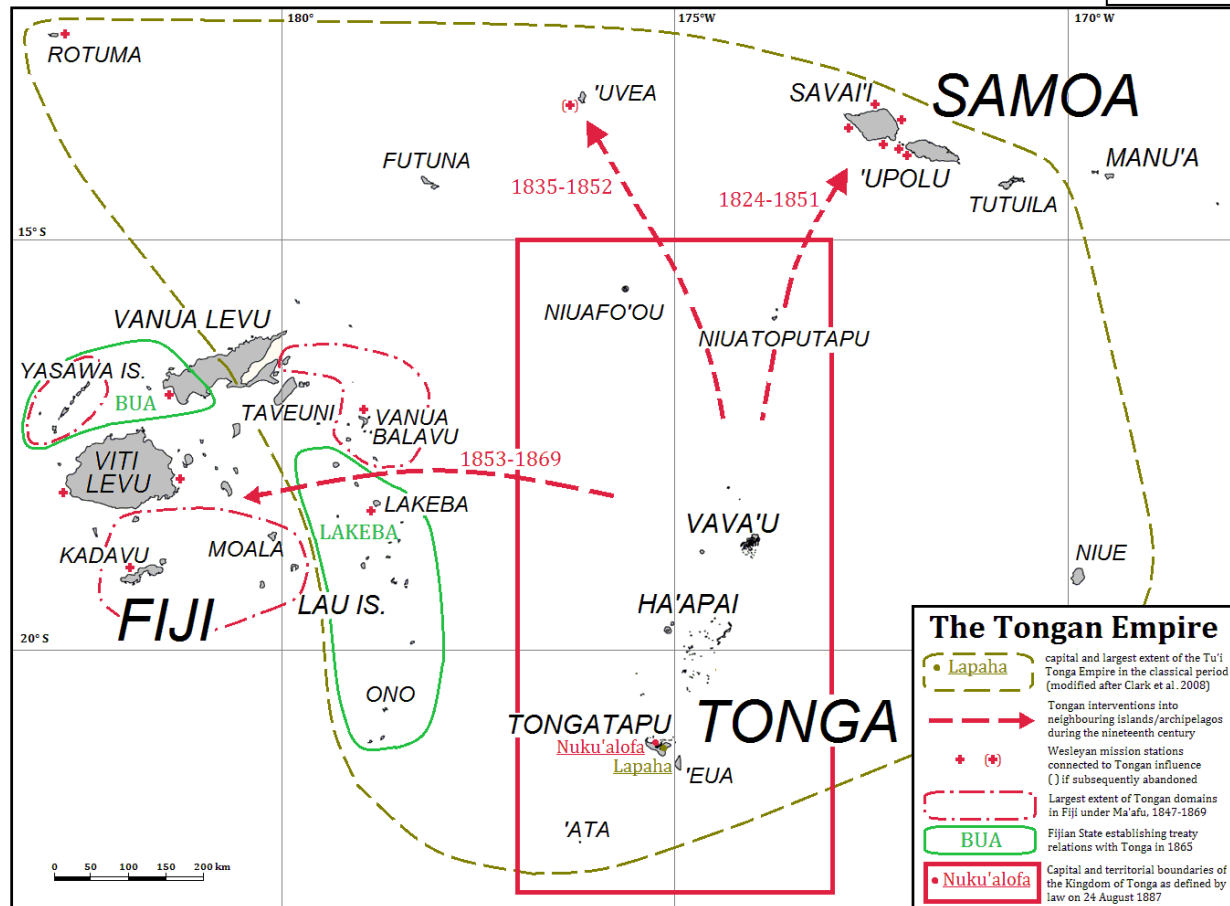 180°
175°W
170°W
ROTUMA
'UVEA
SAVAI'I
SAMOA
FUTUNA
MANU'A
1835-1852
1824-1851
'UPOLU
TUTUILA
15° S
NIUAFO'OU
VANUA LEVU
NIUATOPUTAPU
YASAWA IS.
BUA
TAVEUNI
VANUA
BALAVU
VITI
LEVU
1853-1869
LAKEBA
LAKEBA
VAVA'U
KADAVU
MOALA
NIUE
FIJI
LAU IS.
HA'APAI
20° S
ONO
TONGATAPU
TONGA
Nuku'alofa
Lapaha
'EUA
'ATA
0 50 100 150 200 km
The Tongan Empire
Lapaha
capital and largest extent of the Tu'i
Tonga Empire in the classical period
(modified after Clark et al. 2008)
Tongan interventions into
neighbouring islands/archipelagos
during the nineteenth century
Wesleyan mission stations
connected to Tongan influence
( ) if subsequently abandoned
Largest extent of Tongan domains
in Fiji under Ma'afu, 1847-1869
BUA
Fijian State establishing treaty
relations with Tonga in 1865
Nuku'alofa
Capital and territorial boundaries of
the Kingdom of Tonga as defined by
law on 24 August 1887